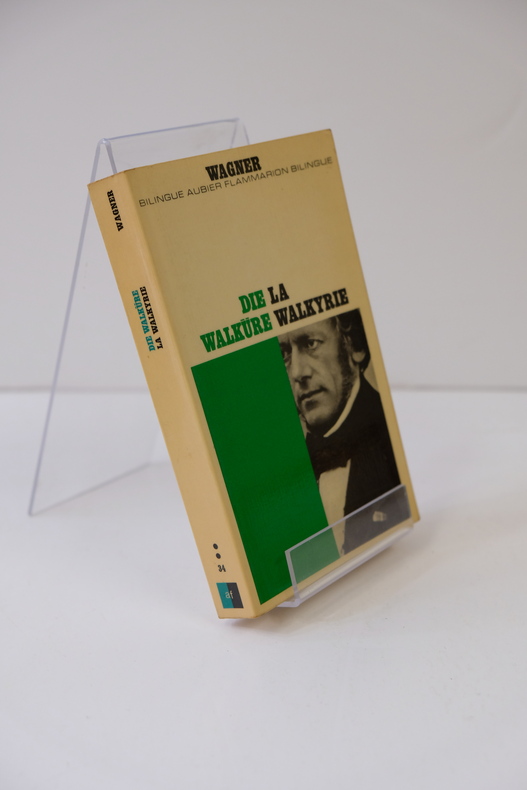 WAGNER
BILINGUE AUBIER FLAMMARION BILINGUE
DIE LA
WALKÜRE WALKYRIE
WAGNER
DIE WALKÜRE
LA WALKYRIE
34
af